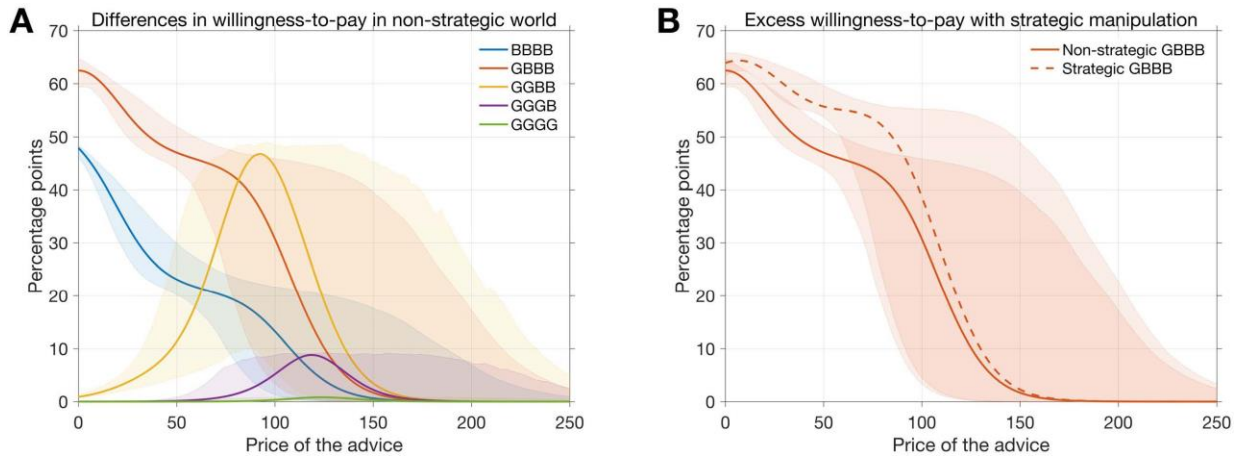 A
Differences in willingness-to-pay in non-strategic world
Percentage points
70
60
50
40
30
20
10
0
BBBB
GBBB
GGBB
GGGB
GGGG
0 50 100 150 200 250
Price of the advice
B
Excess willingness-to-pay with strategic manipulation
Percentage points
70
60
50
40
30
20
10
0
Non-strategic GBBB
Strategic GBBB
0 50 100 150 200 250
Price of the advice